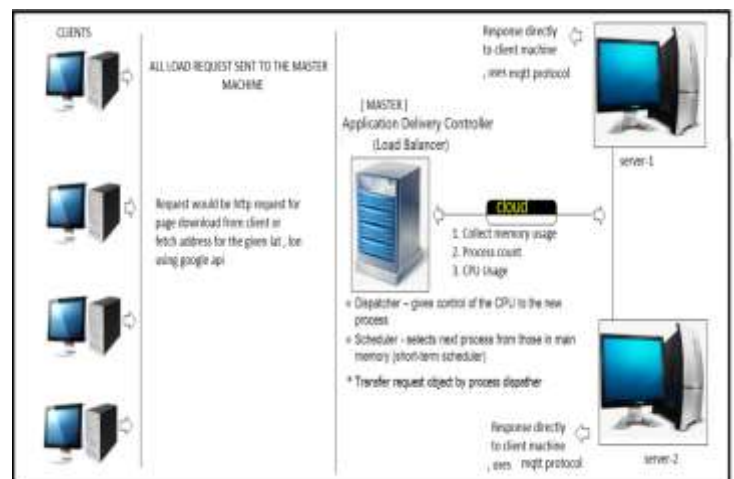 CLIENTS
ALL LOAD REQUEST SENT TO THE MASTER
MACHINE
Request would be http request for
page download from client or
fetch address for the given lat , lon
using google api
[ MASTER ]
Application Delivery Controller
(Load Balancer)
cloud
1. Collect memory usage
2. Process count
3. CPU Usage
Dispatcher – gives control of the CPU to the new
process
Scheduler - selects next process from those in main
memory (short-term scheduler)
* Transfer request object by process dispather
Response directly
to client machine
, uses mqtt protocol
server-1
Response directly
to client machine
, uses mqtt protocol
server-2